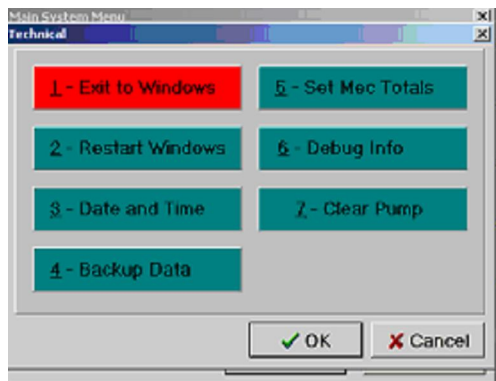 Main System Menu
Technical
1 - Exit to Windows
5 - Set Mec Totals
2 - Restart Windows
6 - Debug Info
3 - Date and Time
7 - Clear Pump
4 - Backup Data
OK
Cancel